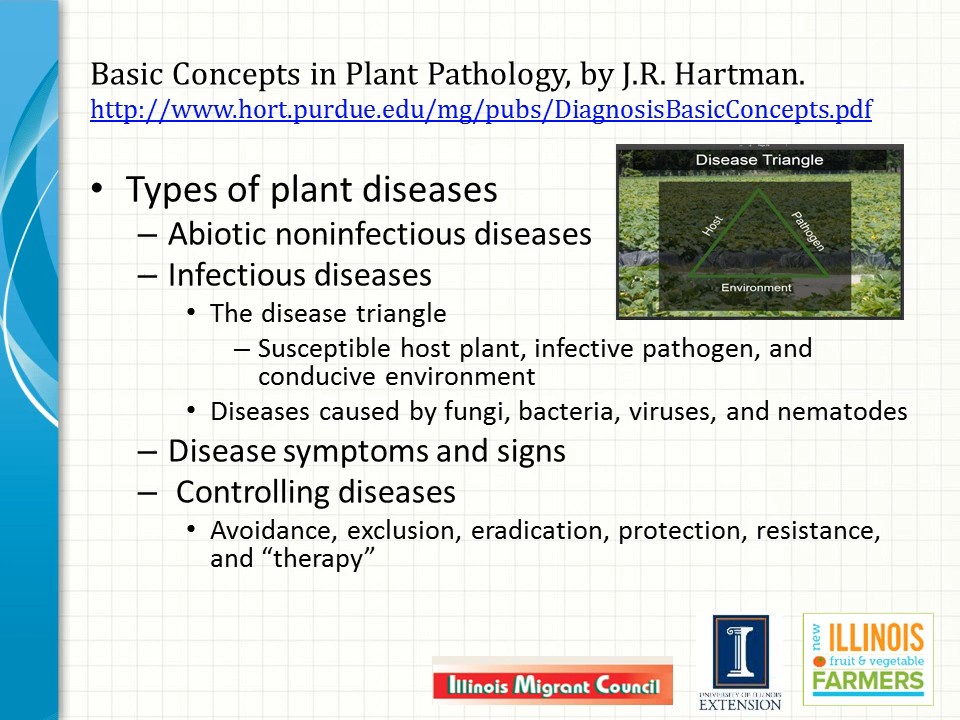 Basic Concepts in Plant Pathology, by J.R. Hartman.
http://www.hort.purdue.edu/mg/pubs/DiagnosisBasicConcepts.pdf
• Types of plant diseases
– Abiotic noninfectious diseases
– Infectious diseases
• The disease triangle
– Susceptible host plant, infective pathogen, and
conducive environment
• Diseases caused by fungi, bacteria, viruses, and nematodes
– Disease symptoms and signs
– Controlling diseases
• Avoidance, exclusion, eradication, protection, resistance,
and “therapy”
Disease Triangle
Host
Pathogen
Environment
Illinois Migrant Council
I
UNIVERSITY OF ILLINOIS
EXTENSION
new
ILLINOIS
fruit & vegetable
FARMERS